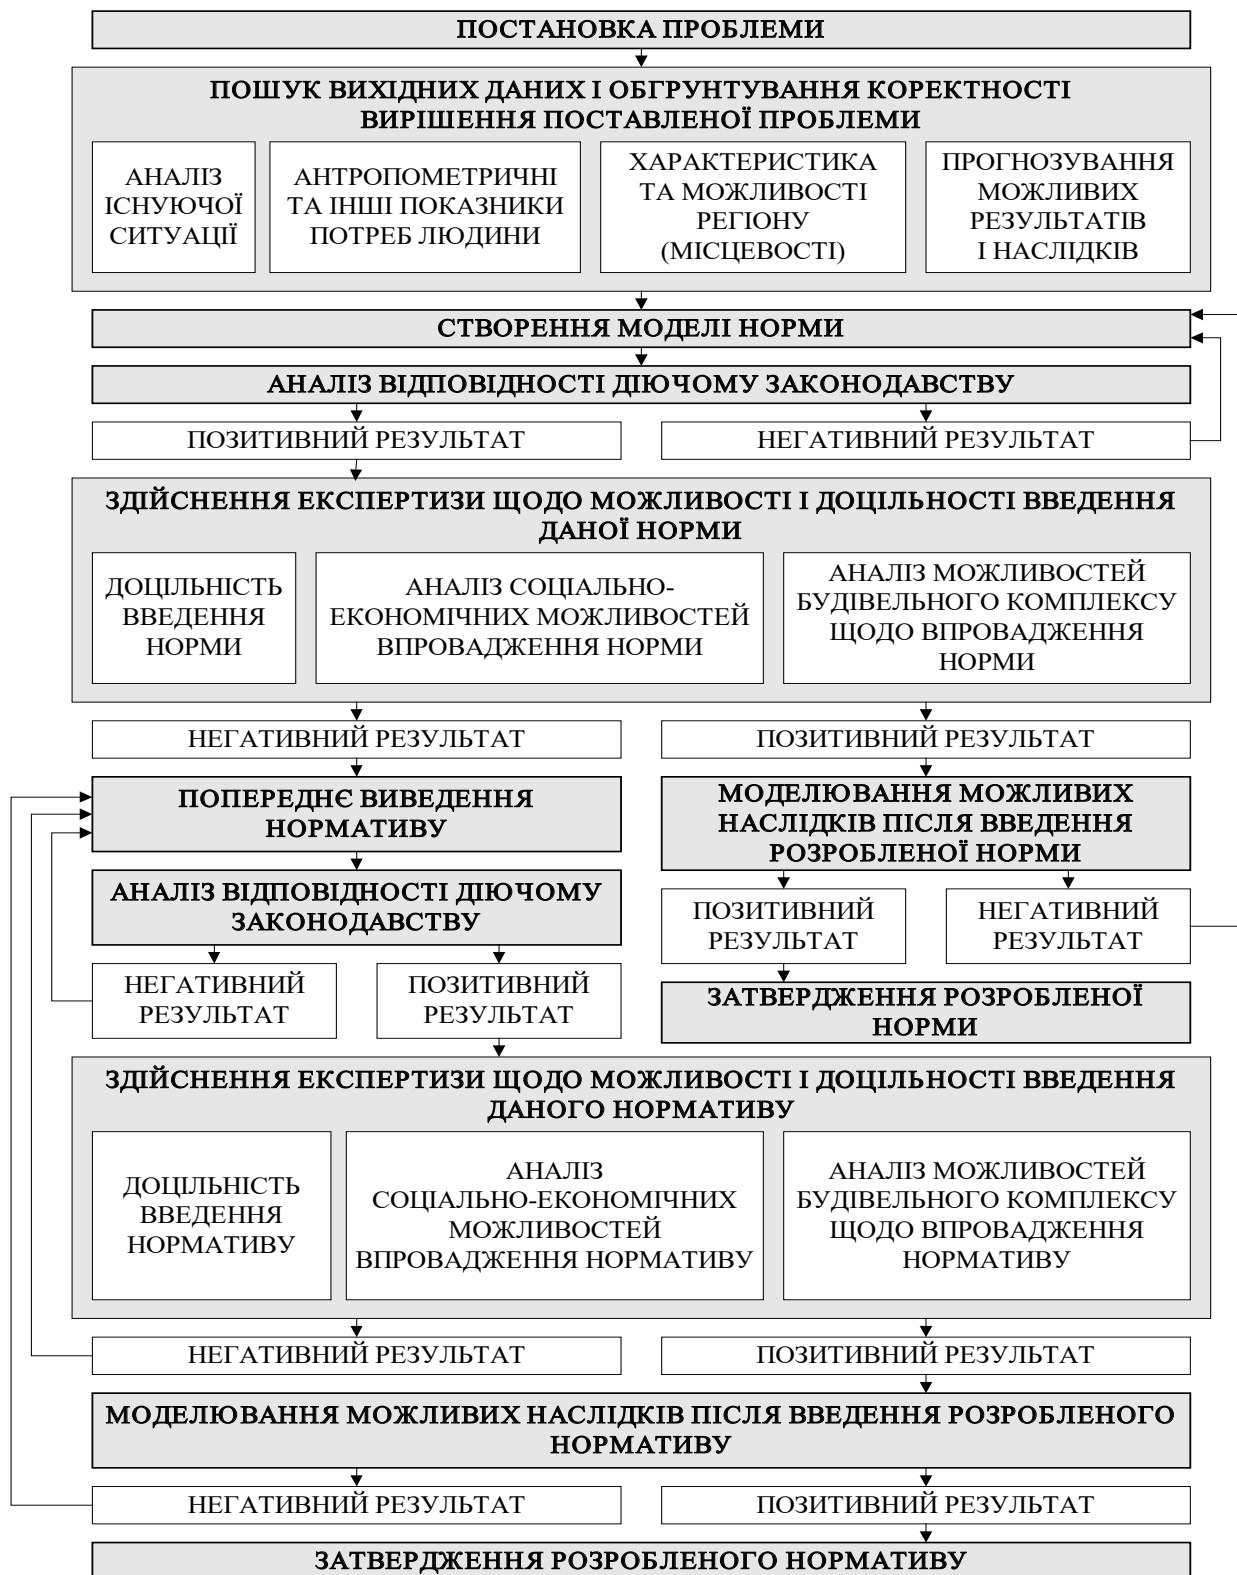 ПОСТАНОВКА ПРОБЛЕМИ
ПОШУК ВИХІДНИХ ДАНИХ І ОБГРУНТУВАННЯ КОРЕКТНОСТІ
ВИРІШЕННЯ ПОСТАВЛЕНОЇ ПРОБЛЕМИ
АНАЛІЗ
ІСНУЮЧОЇ
СИТУАЦІЇ
АНТРОПОМЕТРИЧНІ
ТА ІНШІ ПОКАЗНИКИ
ПОТРЕБ ЛЮДИНИ
ХАРАКТЕРИСТИКА
ТА МОЖЛИВОСТІ
РЕГІОНУ
(МІСЦЕВОСТІ)
ПРОГНОЗУВАННЯ
МОЖЛИВИХ
РЕЗУЛЬТАТІВ
І НАСЛІДКІВ
СТВОРЕННЯ МОДЕЛІ НОРМИ
АНАЛІЗ ВІДПОВІДНОСТІ ДІЮЧОМУ ЗАКОНОДАВСТВУ
ПОЗИТИВНИЙ РЕЗУЛЬТАТ
НЕГАТИВНИЙ РЕЗУЛЬТАТ
ЗДІЙСНЕННЯ ЕКСПЕРТИЗИ ЩОДО МОЖЛИВОСТІ І ДОЦІЛЬНОСТІ ВВЕДЕННЯ
ДАНОЇ НОРМИ
ДОЦІЛЬНІСТЬ
ВВЕДЕННЯ
НОРМИ
АНАЛІЗ СОЦІАЛЬНО-
ЕКОНОМІЧНИХ МОЖЛИВОСТЕЙ
ВПРОВАДЖЕННЯ НОРМИ
АНАЛІЗ МОЖЛИВОСТЕЙ
БУДІВЕЛЬНОГО КОМПЛЕКСУ
ЩОДО ВПРОВАДЖЕННЯ
НОРМИ
НЕГАТИВНИЙ РЕЗУЛЬТАТ
ПОЗИТИВНИЙ РЕЗУЛЬТАТ
ПОПЕРЕДНЄ ВИВЕДЕННЯ
НОРМАТИВУ
МОДЕЛЮВАННЯ МОЖЛИВИХ
НАСЛІДКІВ ПІСЛЯ ВВЕДЕННЯ
РОЗРОБЛЕНОЇ НОРМИ
АНАЛІЗ ВІДПОВІДНОСТІ ДІЮЧОМУ
ЗАКОНОДАВСТВУ
ПОЗИТИВНИЙ
РЕЗУЛЬТАТ
НЕГАТИВНИЙ
РЕЗУЛЬТАТ
НЕГАТИВНИЙ
РЕЗУЛЬТАТ
ПОЗИТИВНИЙ
РЕЗУЛЬТАТ
ЗАТВЕРДЖЕННЯ РОЗРОБЛЕНОЇ
НОРМИ
ЗДІЙСНЕННЯ ЕКСПЕРТИЗИ ЩОДО МОЖЛИВОСТІ І ДОЦІЛЬНОСТІ ВВЕДЕННЯ
ДАНОГО НОРМАТИВУ
ДОЦІЛЬНІСТЬ
ВВЕДЕННЯ
НОРМАТИВУ
АНАЛІЗ
СОЦІАЛЬНО-ЕКОНОМІЧНИХ
МОЖЛИВОСТЕЙ
ВПРОВАДЖЕННЯ НОРМАТИВУ
АНАЛІЗ МОЖЛИВОСТЕЙ
БУДІВЕЛЬНОГО КОМПЛЕКСУ
ЩОДО ВПРОВАДЖЕННЯ
НОРМАТИВУ
НЕГАТИВНИЙ РЕЗУЛЬТАТ
ПОЗИТИВНИЙ РЕЗУЛЬТАТ
МОДЕЛЮВАННЯ МОЖЛИВИХ НАСЛІДКІВ ПІСЛЯ ВВЕДЕННЯ РОЗРОБЛЕНОГО
НОРМАТИВУ
НЕГАТИВНИЙ РЕЗУЛЬТАТ
ПОЗИТИВНИЙ РЕЗУЛЬТАТ
ЗАТВЕРДЖЕННЯ РОЗРОБЛЕНОГО НОРМАТИВУ